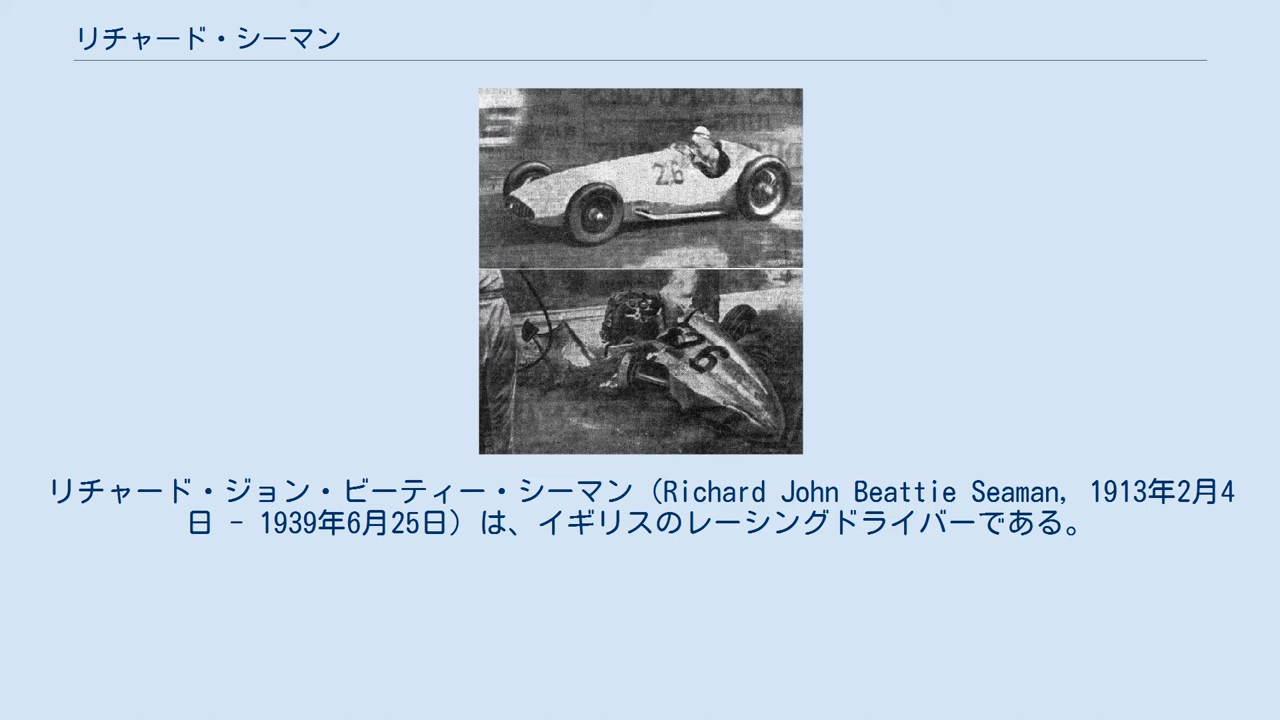 リチャード・シーマン
26
26
リチャード・ジョン・ビーティー・シーマン（Richard John Beattie Seaman, 1913年2月4
日 - 1939年6月25日）は、イギリスのレーシングドライバーである。